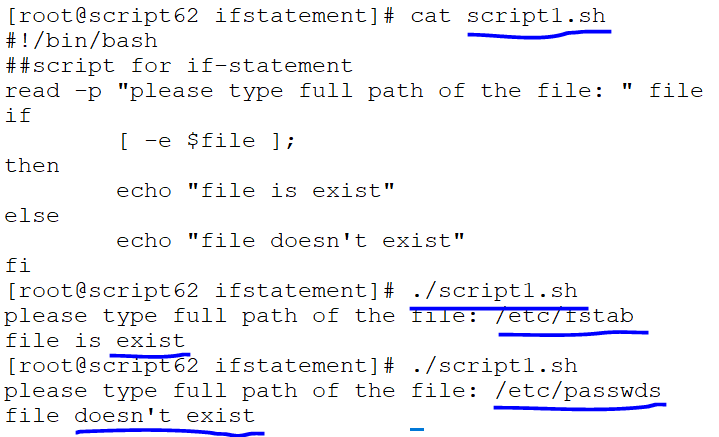 [root@script62 ifstatement]# cat script1.sh
#!/bin/bash
##script for if-statement
read -p "please type full path of the file: " file
if
        [ -e $file ];
then
        echo "file is exist"
else
        echo "file doesn't exist"
fi
[root@script62 ifstatement]# ./script1.sh
please type full path of the file: /etc/fstab
file is exist
[root@script62 ifstatement]# ./script1.sh
please type full path of the file: /etc/passwds
file doesn't exist